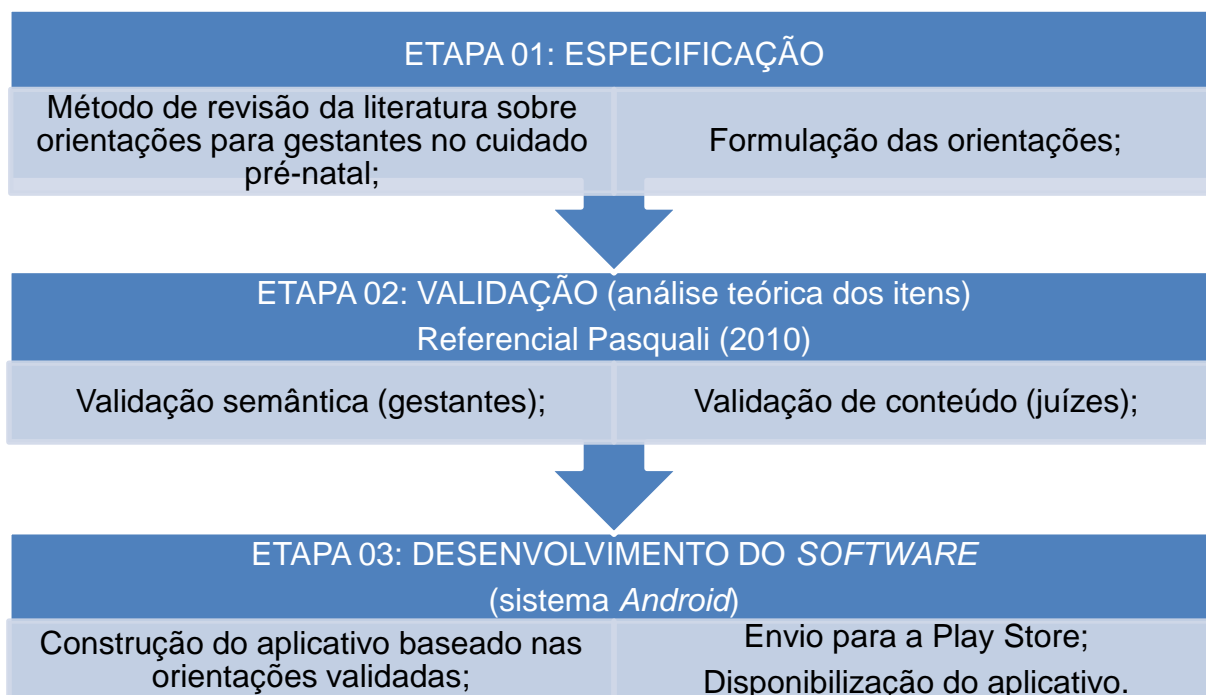 ETAPA 01: ESPECIFICAÇÃO
Método de revisão da literatura sobre
orientações para gestantes no cuidado
pré-natal;
Formulação das orientações;
ETAPA 02: VALIDAÇÃO (análise teórica dos itens)
Referencial Pasquali (2010)
Validação semântica (gestantes);
Validação de conteúdo (juízes);
ETAPA 03: DESENVOLVIMENTO DO SOFTWARE
(sistema Android)
Construção do aplicativo baseado nas
orientações validadas;
Envio para a Play Store;
Disponibilização do aplicativo.